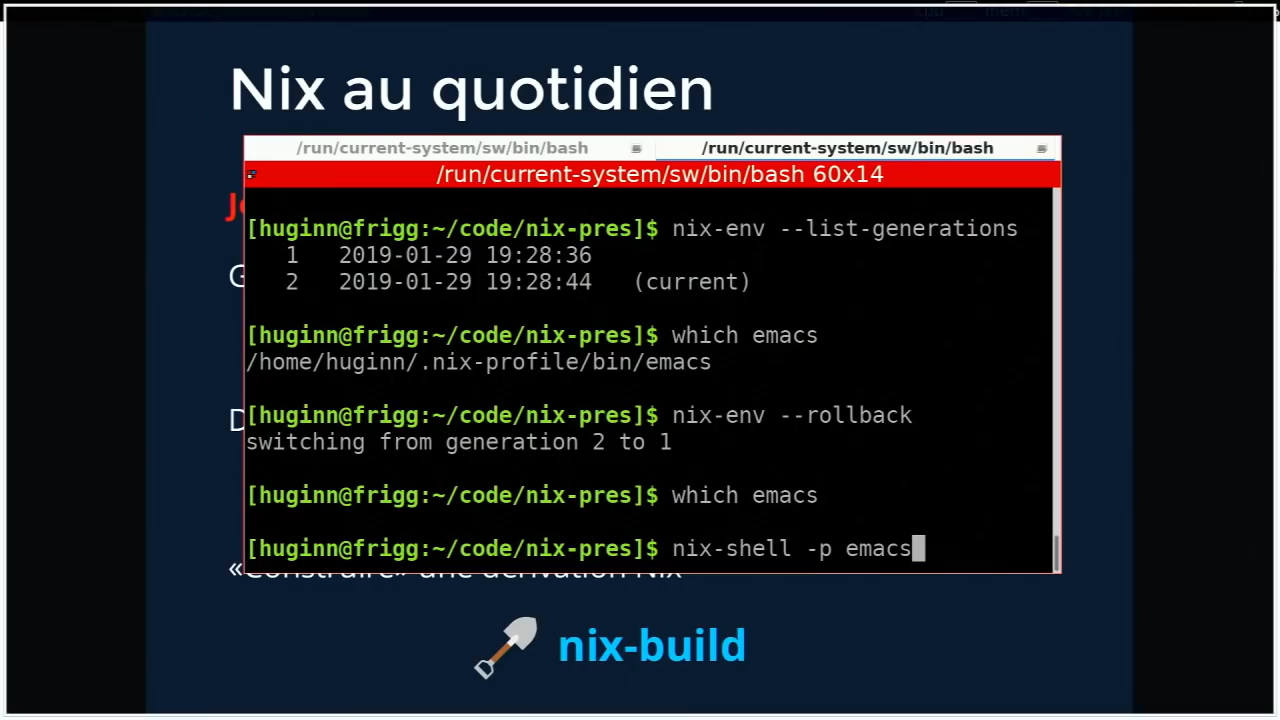 Nix au quotidien
/run/current-system/sw/bin/bash
/run/current-system/sw/bin/bash
/run/current-system/sw/bin/bash 60x14
[huginn@frigg:~/code/nix-pres]$ nix-env --list-generations
1 2019-01-29 19:28:36
2 2019-01-29 19:28:44 (current)
[huginn@frigg:~/code/nix-pres]$ which emacs
/home/huginn/.nix-profile/bin/emacs
[huginn@frigg:~/code/nix-pres]$ nix-env --rollback
switching from generation 2 to 1
[huginn@frigg:~/code/nix-pres]$ which emacs
[huginn@frigg:~/code/nix-pres]$ nix-shell -p emacs
«Construire» une dérivation Nix
nix-build